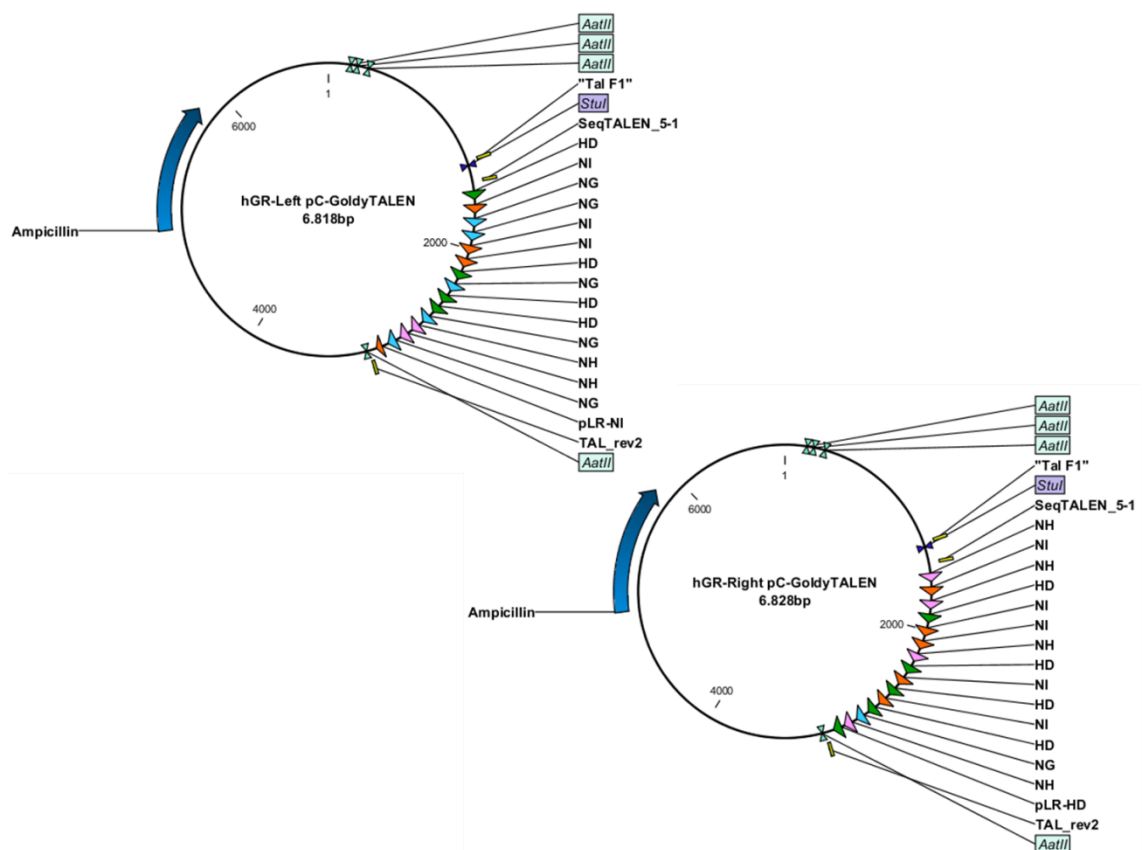 AatII
AatII
AatII
"Tal F1"
StuI
SeqTALEN_5-1
HD
NI
NG
NG
NI
NI
HD
NG
HD
HD
NG
NH
NH
NG
pLR-NI
TAL_rev2
AatII
1
6000
hGR-Left pC-GoldyTALEN
6.818bp
Ampicillin
2000
4000
AatII
AatII
AatII
"Tal F1"
StuI
SeqTALEN_5-1
NH
NI
NH
HD
NI
NI
NH
HD
NI
HD
NI
HD
NG
NH
pLR-HD
TAL_rev2
AatII
1
6000
hGR-Right pC-GoldyTALEN
6.828bp
Ampicillin
2000
4000